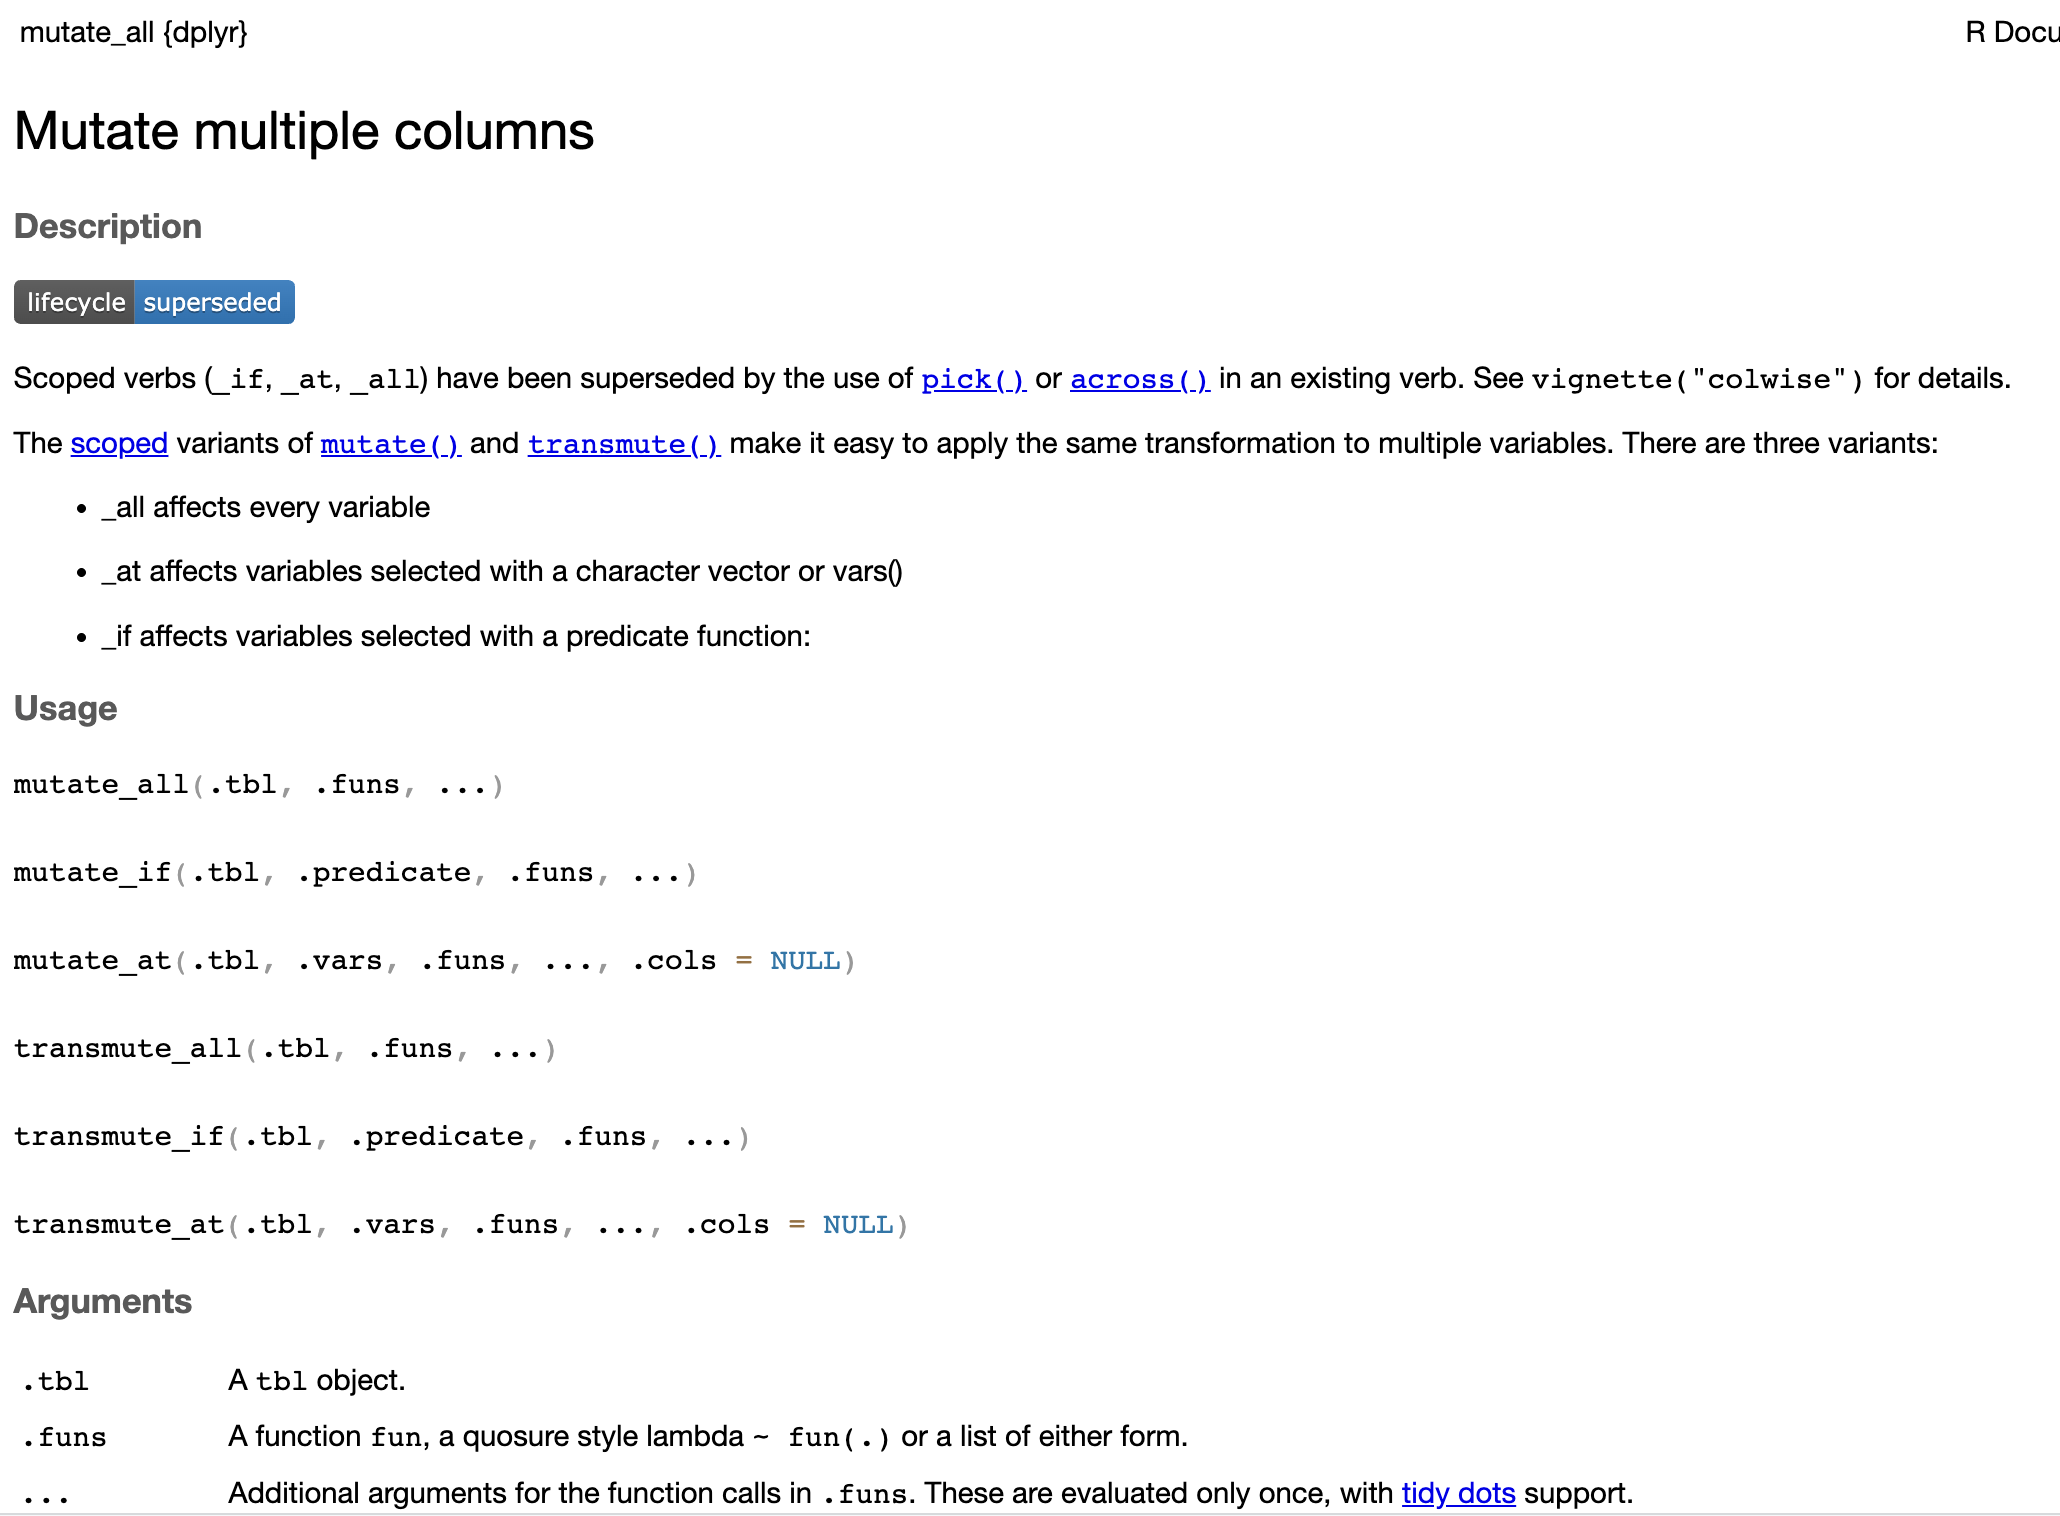 mutate_all {dplyr}
R Docu
Mutate multiple columns
Description
lifecycle superseded
Scoped verbs (_if, _at, _all) have been superseded by the use of pick() or across() in an existing verb. See vignette("colwise") for details.
The scoped variants of mutate() and transmute() make it easy to apply the same transformation to multiple variables. There are three variants:
• _all affects every variable
• _at affects variables selected with a character vector or vars()
• _if affects variables selected with a predicate function:
Usage
mutate_all(.tbl, .funs, ...)
mutate_if(.tbl, .predicate, .funs, ...)
mutate_at(.tbl, .vars, .funs, ..., .cols = NULL)
transmute_all(.tbl, .funs, ...)
transmute_if(.tbl, .predicate, .funs, ...)
transmute_at(.tbl, .vars, .funs, ..., .cols = NULL)
Arguments
.tbl A tbl object.
.funs A function fun, a quosure style lambda ~ fun(.) or a list of either form.
... Additional arguments for the function calls in .funs. These are evaluated only once, with tidy dots support.